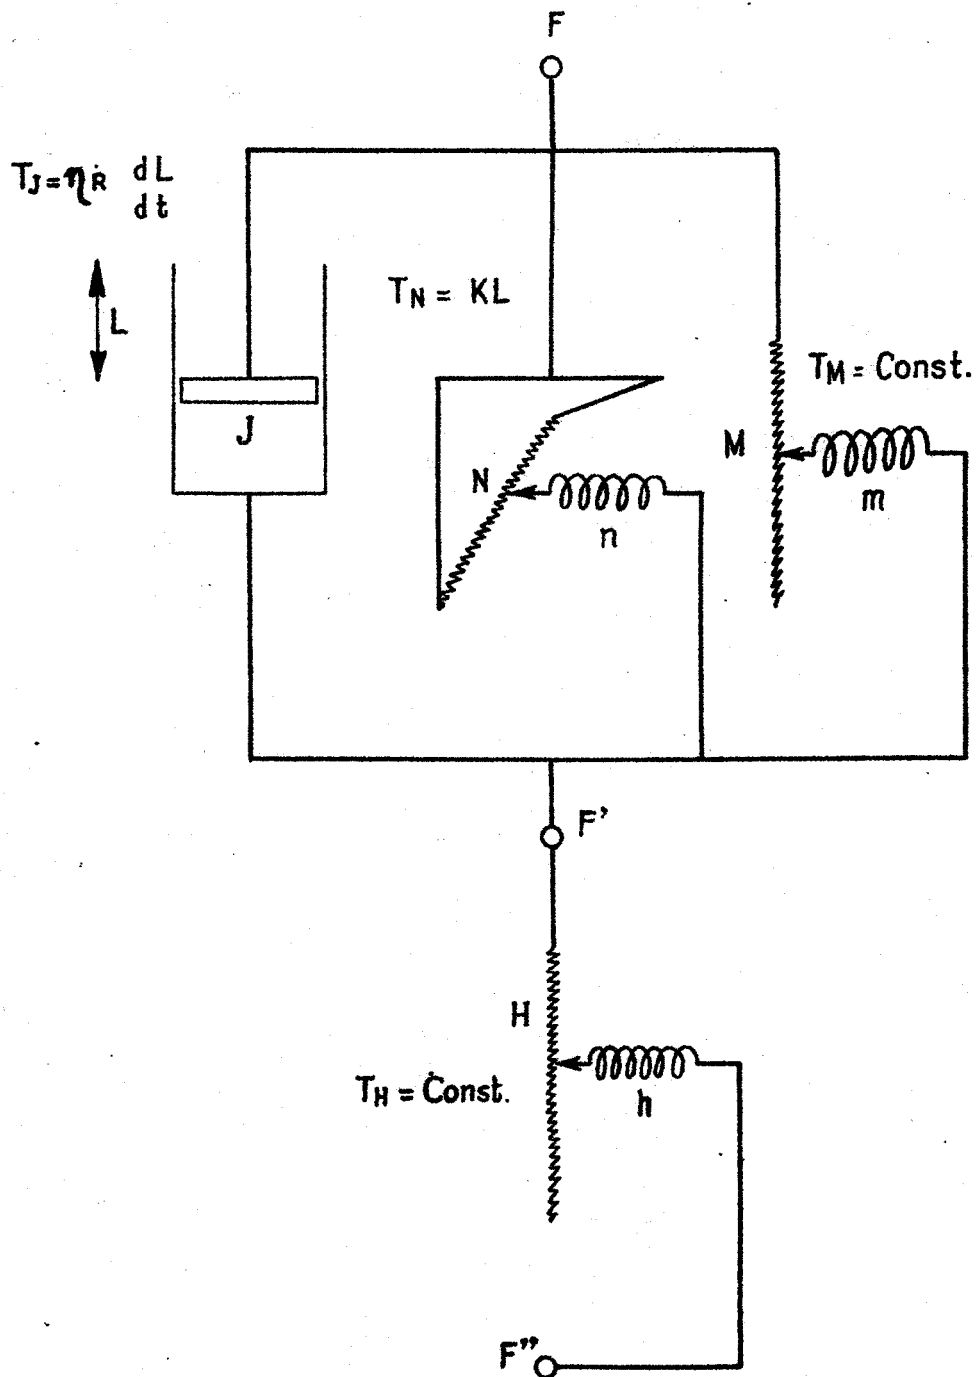 F
T_J = η_R dL
dt
T_N = KL
L
T_M = Const.
J
M
N
m
n
F'
H
T_H = Const.
h
F"